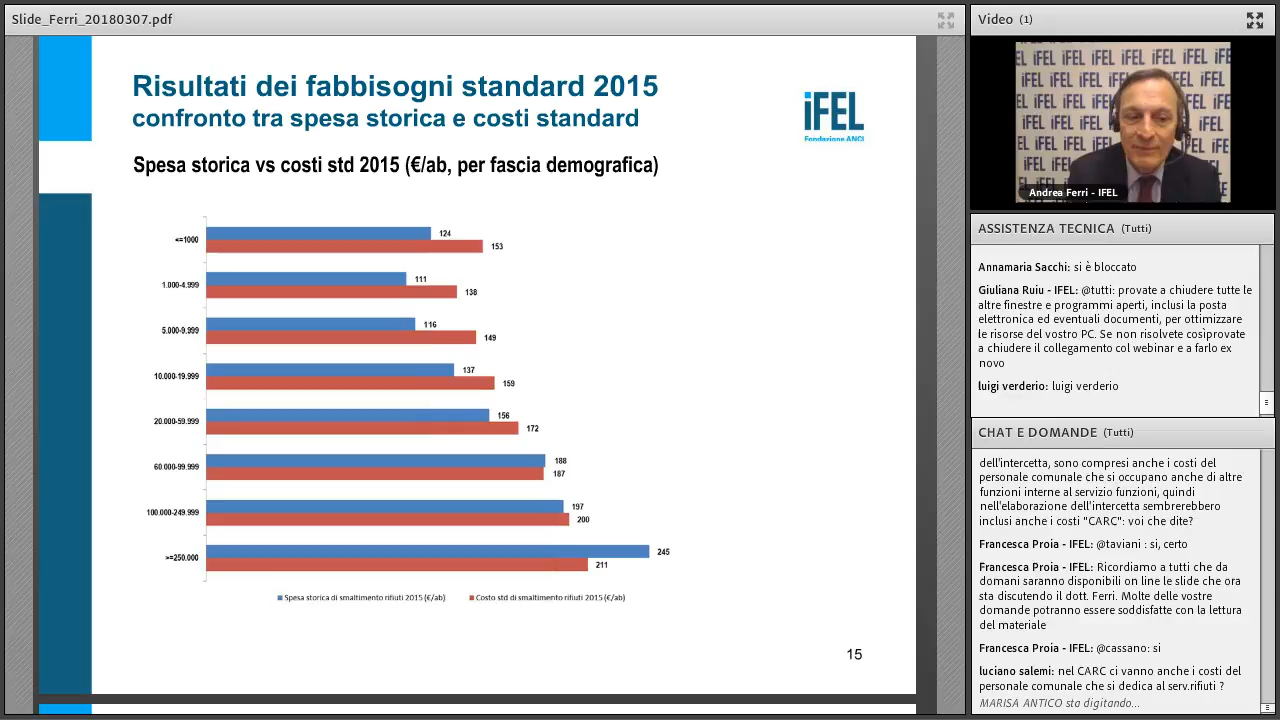 Slide_Ferri_20180307.pdf
Risultati dei fabbisogni standard 2015
confronto tra spesa storica e costi standard
iFEL
Fondazione ANCI
Spesa storica vs costi std 2015 (€/ab, per fascia demografica)
<=1000
124
153
1.000-4.999
111
138
5.000-9.999
116
149
10.000-19.999
137
159
20.000-59.999
156
172
60.000-99.999
188
187
100.000-249.999
197
200
>=250.000
245
211
Spesa storica di smaltimento rifiuti 2015 (€/ab)
Costo std di smaltimento rifiuti 2015 (€/ab)
15
Video (1)
Andrea Ferri - IFEL
ASSISTENZA TECNICA (Tutti)
Annamaria Sacchi: si è bloccato
Giuliana Ruiu - IFEL: @tutti: provate a chiudere tutte le
altre finestre e programmi aperti, inclusi la posta
elettronica ed eventuali documenti, per ottimizzare
le risorse del vostro PC. Se non risolvete cosiprovate
a chiudere il collegamento col webinar e a farlo ex
novo
luigi verderio: luigi verderio
CHAT E DOMANDE (Tutti)
dell'intercetta, sono compresi anche i costi del
personale comunale che si occupano anche di altre
funzioni interne al servizio funzioni, quindi
nell'elaborazione dell'intercetta sembrerebbero
inclusi anche i costi "CARC": voi che dite?
Francesca Proia - IFEL: @taviani : si, certo
Francesca Proia - IFEL: Ricordiamo a tutti che da
domani saranno disponibili on line le slide che ora
sta discutendo il dott. Ferri. Molte delle vostre
domande potranno essere soddisfatte con la lettura
del materiale
Francesca Proia - IFEL: @cassano: si
luciano salemi: nel CARC ci vanno anche i costi del
personale comunale che si dedica al serv.rifiuti ?
MARISA ANTICO sta digitando...